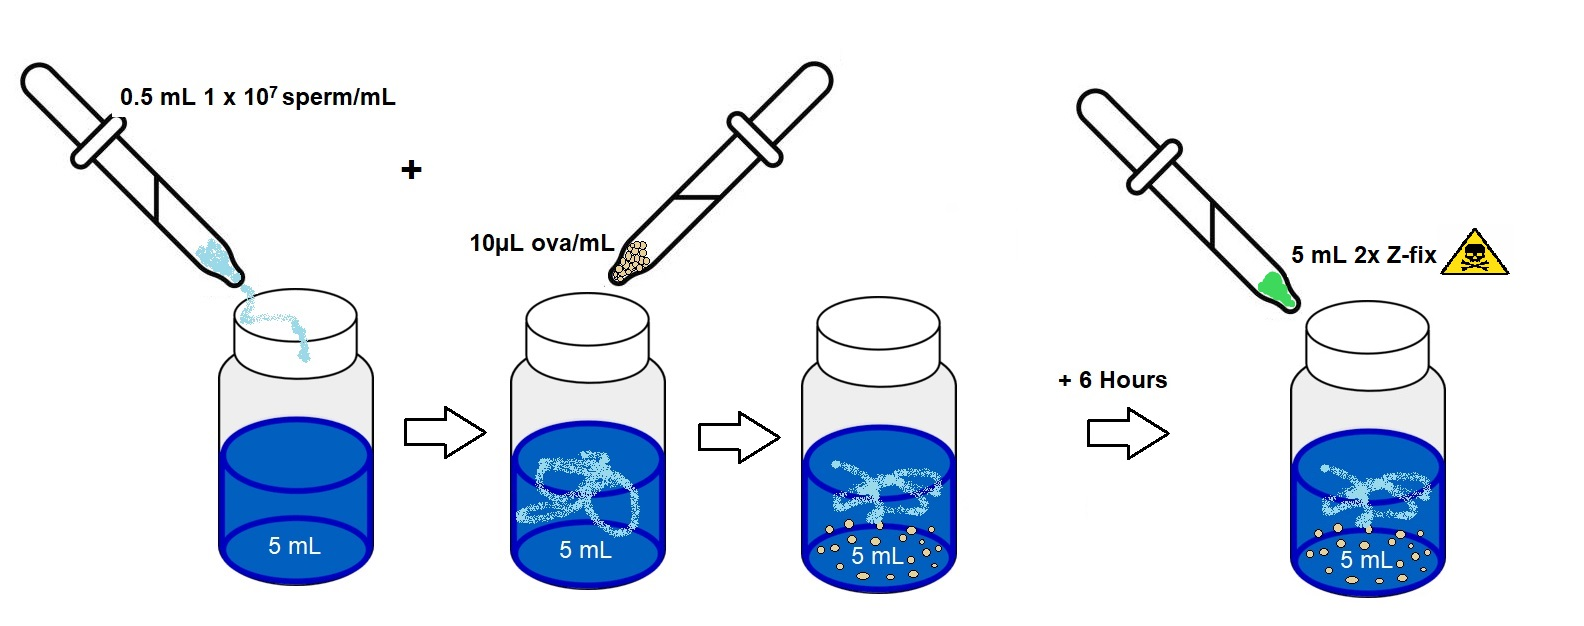 0.5 mL 1 x 10⁷ sperm/mL
+
10µL ova/mL
5 mL 2x Z-fix
+ 6 Hours
5 mL
5 mL
5 mL
5 mL